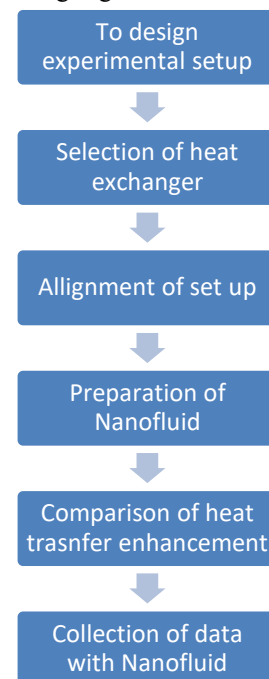 To design
experimental setup
Selection of heat
exchanger
Allignment of set up
Preparation of
Nanofluid
Comparison of heat
trasnfer enhancement
Collection of data
with Nanofluid